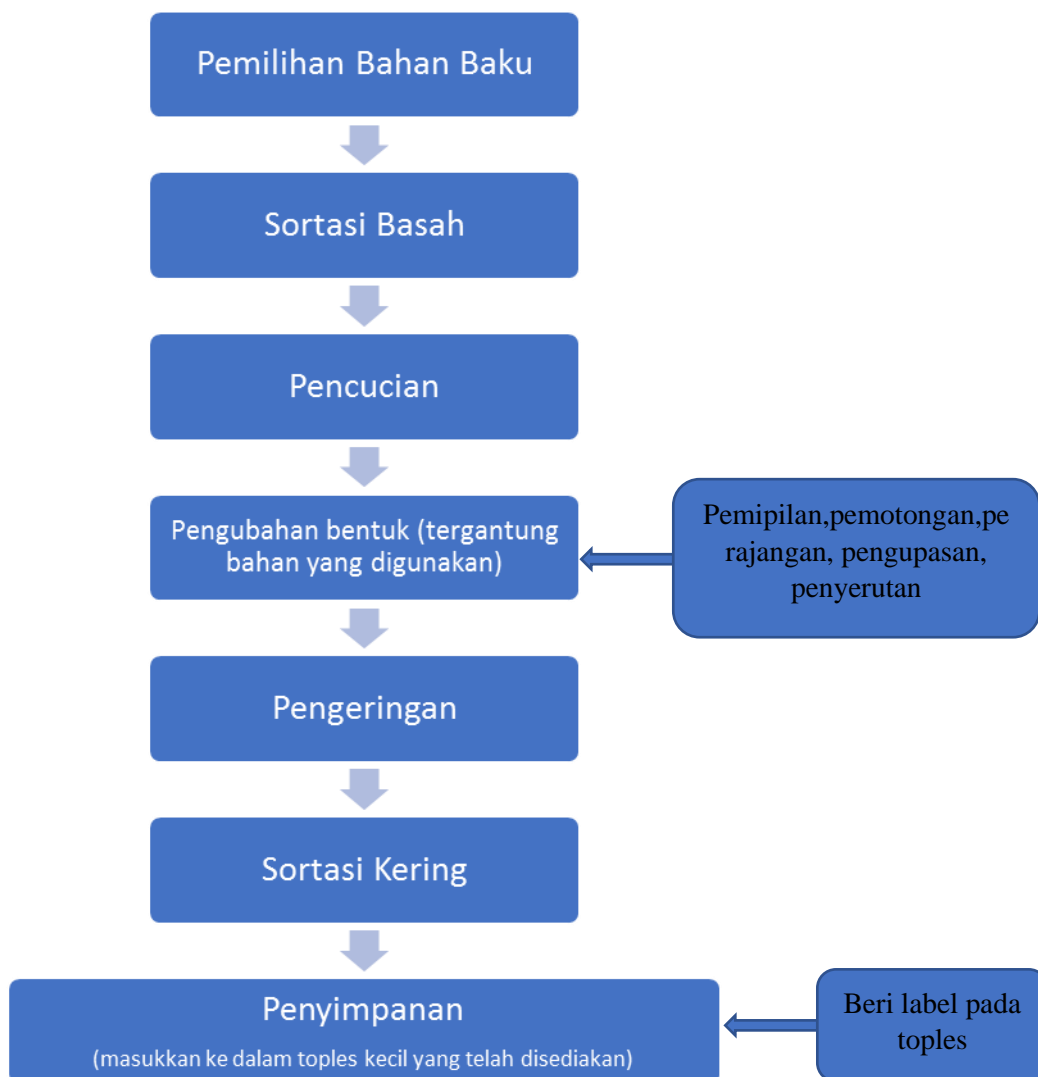 Pemilihan Bahan Baku
Sortasi Basah
Pencucian
Pengubahan bentuk (tergantung
bahan yang digunakan)
Pemipilan,pemotongan,pe
rajangan, pengupasan,
penyerutan
Pengeringan
Sortasi Kering
Penyimpanan
(masukkan ke dalam toples kecil yang telah disediakan)
Beri label pada
toples